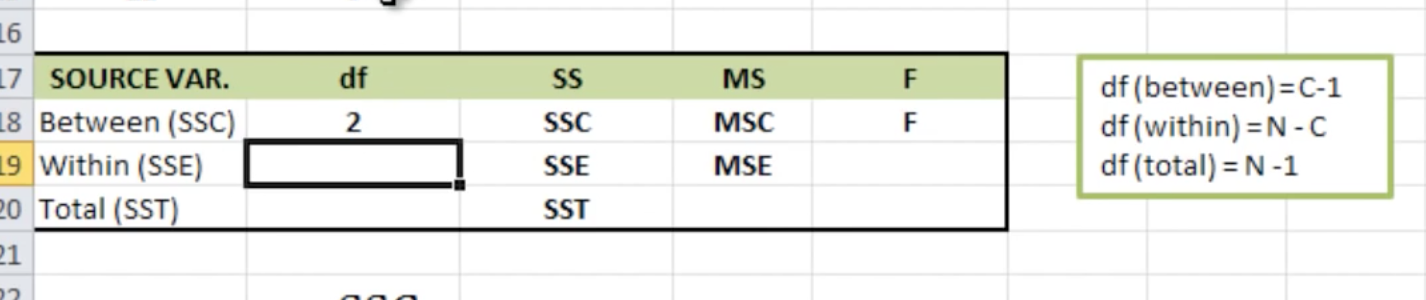 16
17 SOURCE VAR. df SS MS F
18 Between (SSC) 2 SSC MSC F
19 Within (SSE) SSE MSE
20 Total (SST) SST
21
22
df (between) = C-1
df (within) = N - C
df (total) = N -1